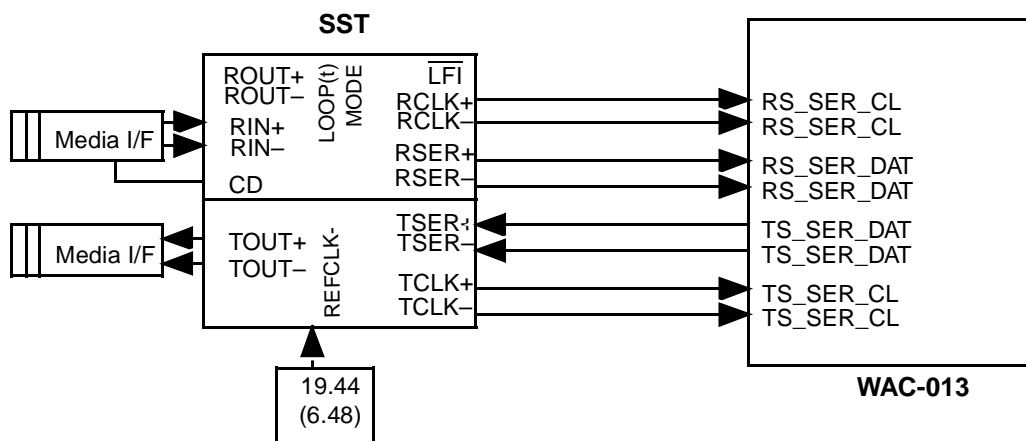 SST
ROUT+
ROUT–
LOOP(t)
MODE
LFI
RCLK+
RCLK–
RIN+
RIN–
RSER+
RSER–
CD
Media I/F
RS_SER_CL
RS_SER_CL
RS_SER_DAT
RS_SER_DAT
Media I/F
TOUT+
TOUT–
REFCLK-
TSER+
TSER–
TCLK+
TCLK–
TS_SER_DAT
TS_SER_DAT
TS_SER_CL
TS_SER_CL
19.44
(6.48)
WAC-013